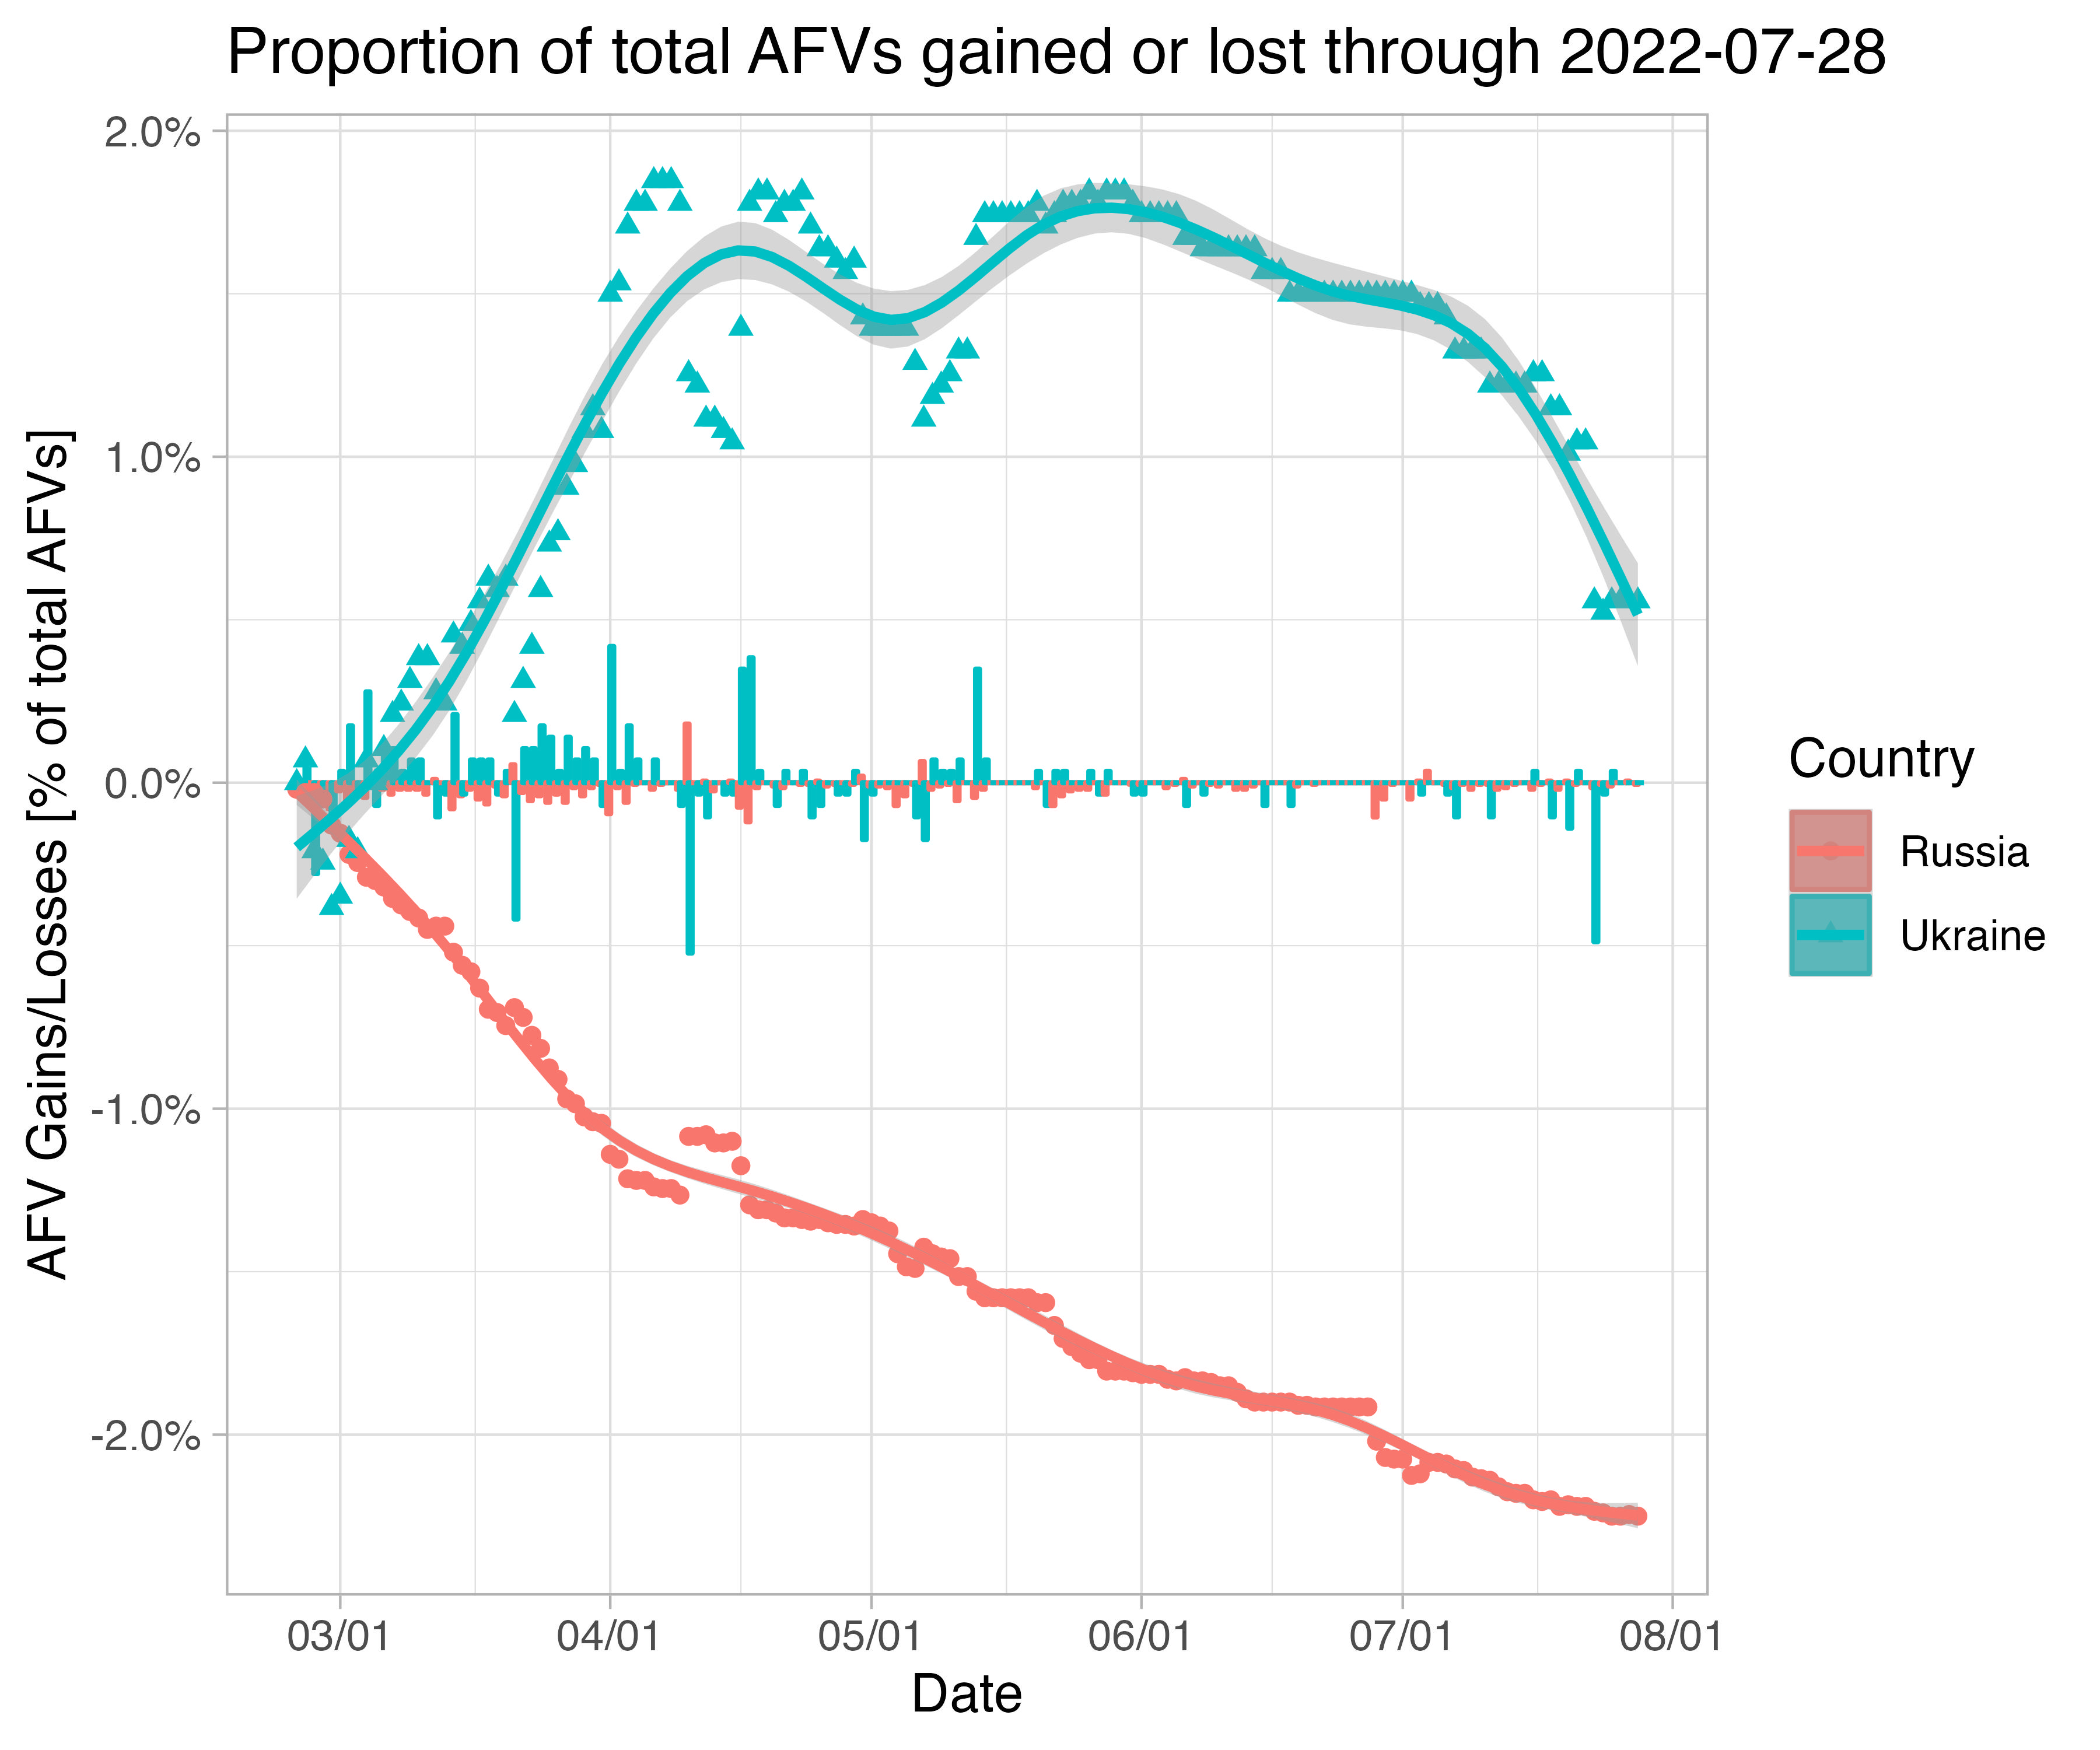 Proportion of total AFVs gained or lost through 2022-07-28
AFV Gains/Losses [% of total AFVs]
2.0%
1.0%
0.0%
-1.0%
-2.0%
03/01
04/01
05/01
06/01
07/01
08/01
Date
Country
Russia
Ukraine